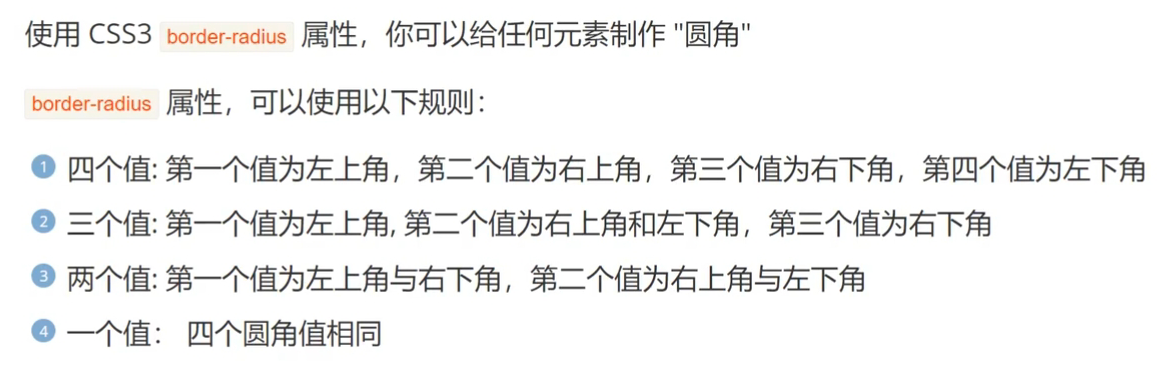 使用 CSS3 border-radius 属性，你可以给任何元素制作 "圆角"
border-radius 属性，可以使用以下规则：
1 四个值: 第一个值为左上角，第二个值为右上角，第三个值为右下角，第四个值为左下角
2 三个值: 第一个值为左上角, 第二个值为右上角和左下角，第三个值为右下角
3 两个值: 第一个值为左上角与右下角，第二个值为右上角与左下角
4 一个值： 四个圆角值相同